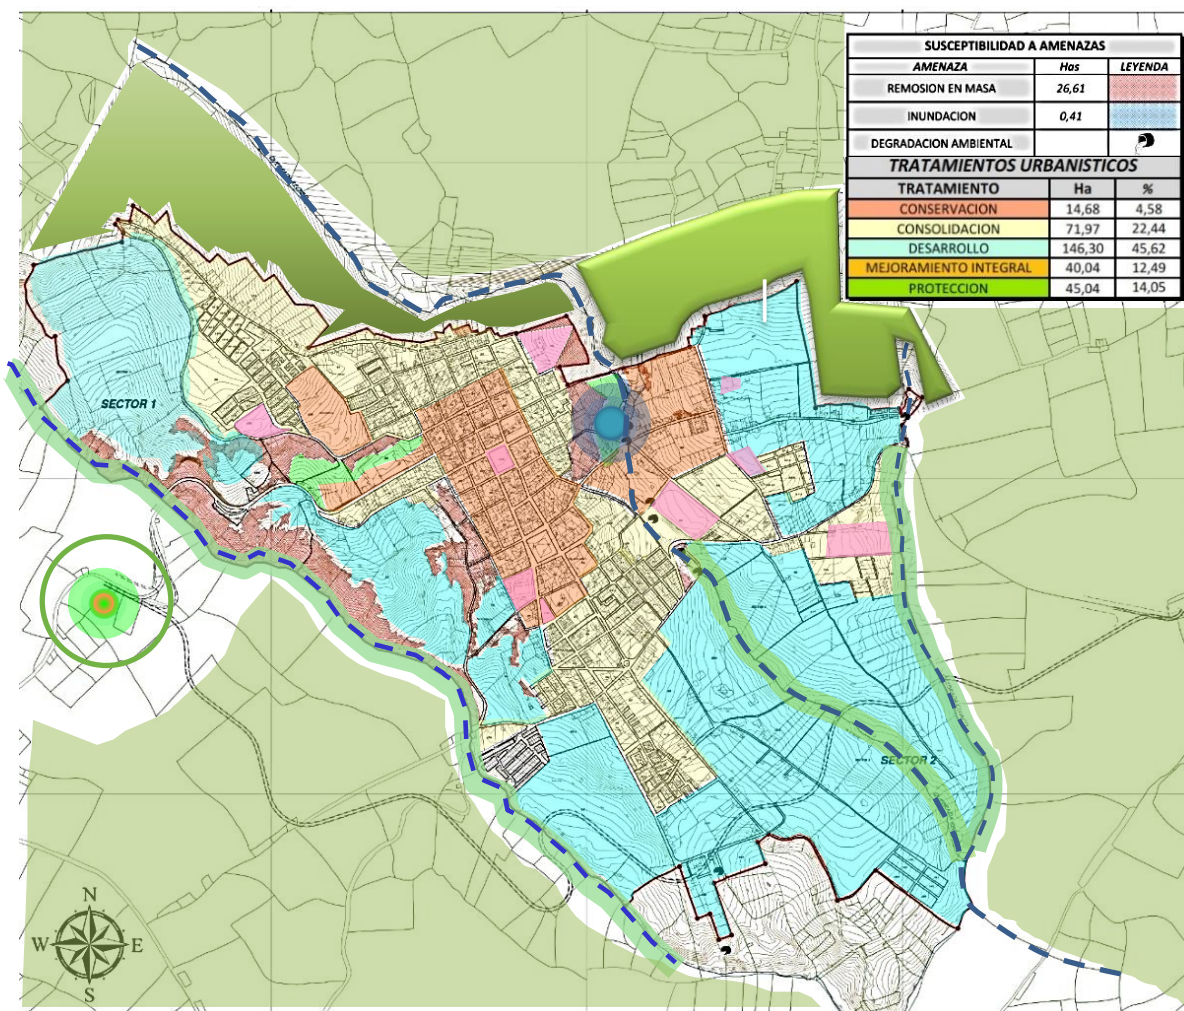 SUSCEPTIBILIDAD A AMENAZAS
AMENAZA Has LEYENDA
REMOSION EN MASA 26,61
INUNDACION 0,41
DEGRADACION AMBIENTAL
TRATAMIENTOS URBANISTICOS
TRATAMIENTO Ha %
CONSERVACION 14,68 4,58
CONSOLIDACION 71,97 22,44
DESARROLLO 146,30 45,62
MEJORAMIENTO INTEGRAL 40,04 12,49
PROTECCION 45,04 14,05
SECTOR 1
SECTOR 2
N
W E
S